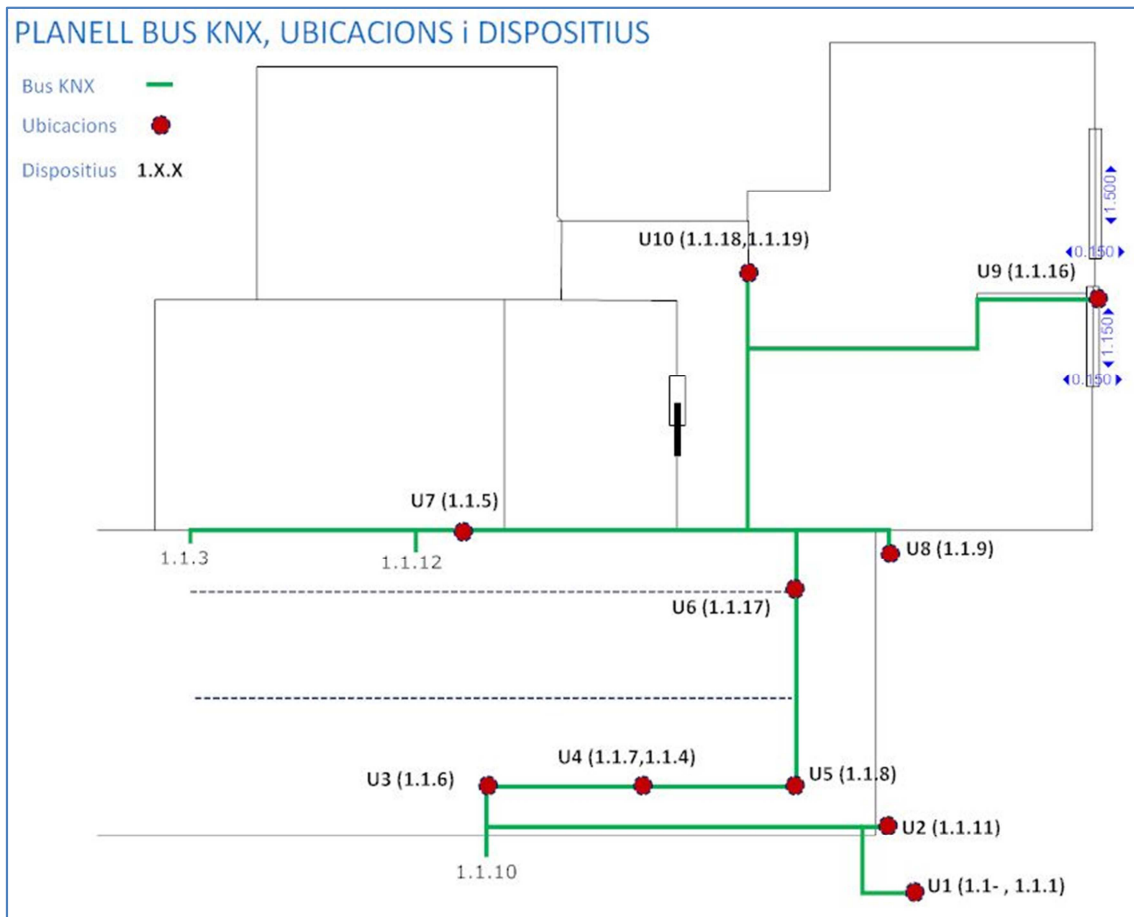 PLANELL BUS KNX, UBICACIONS i DISPOSITIUS
Bus KNX
Ubicacions
Dispositius 1.X.X
1.500
U10 (1.1.18,1.1.19)
0.150
U9 (1.1.16)
1.150
0.150
U7 (1.1.5)
U8 (1.1.9)
1.1.3
1.1.12
U6 (1.1.17)
U4 (1.1.7,1.1.4)
U3 (1.1.6)
U5 (1.1.8)
U2 (1.1.11)
1.1.10
U1 (1.1- , 1.1.1)